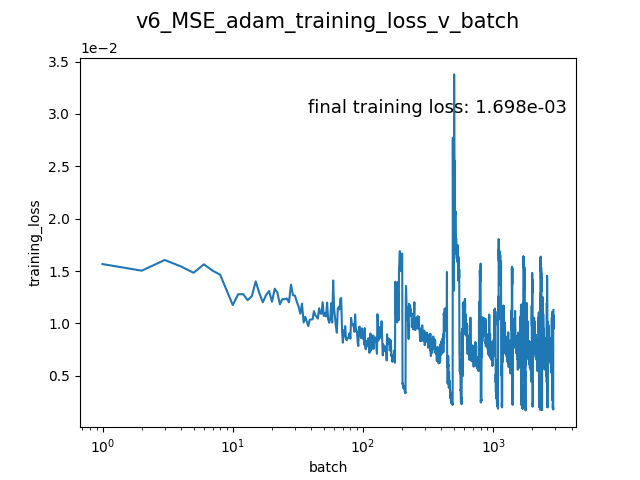 v6_MSE_adam_training_loss_v_batch
1e−2
3.5
3.0
2.5
2.0
1.5
1.0
0.5
training_loss
final training loss: 1.698e-03
10⁰ 10¹ 10² 10³
batch